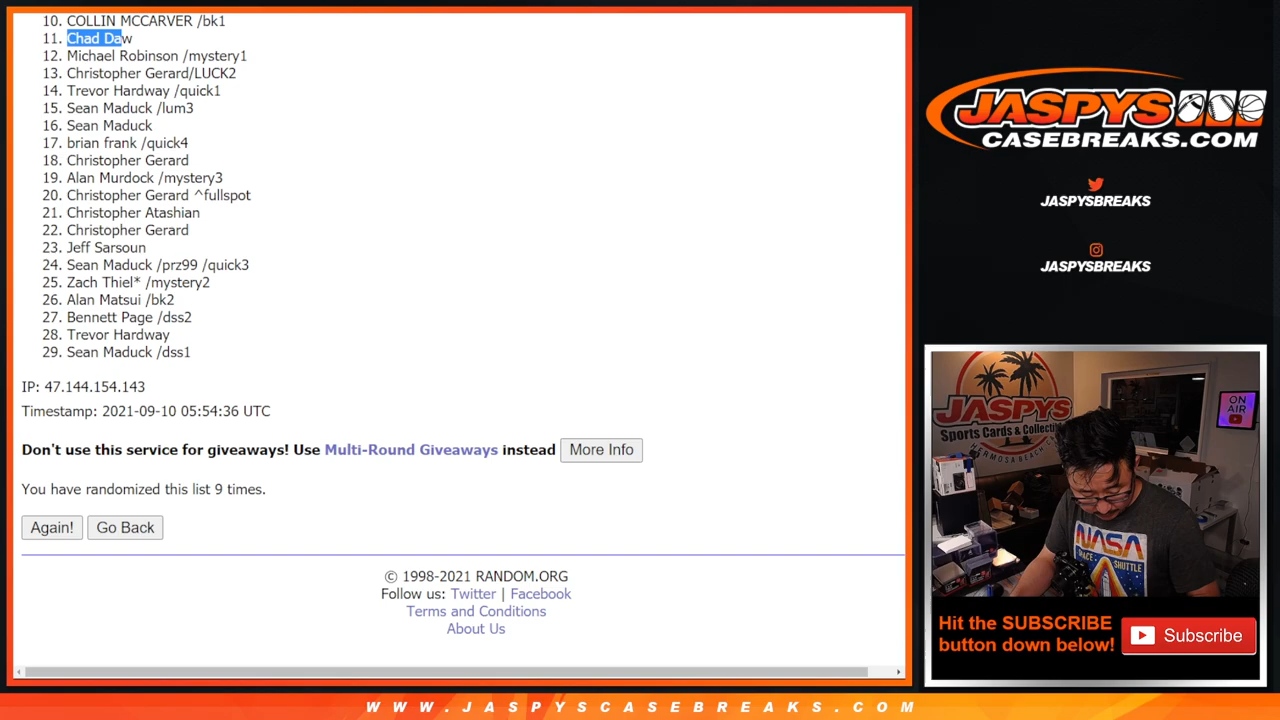 10. COLLIN MCCARVER /bk1
11. Chad Daw
12. Michael Robinson /mystery1
13. Christopher Gerard/LUCK2
14. Trevor Hardway /quick1
15. Sean Maduck /lum3
16. Sean Maduck
17. brian frank /quick4
18. Christopher Gerard
19. Alan Murdock /mystery3
20. Christopher Gerard ^fullspot
21. Christopher Atashian
22. Christopher Gerard
23. Jeff Sarsoun
24. Sean Maduck /prz99 /quick3
25. Zach Thiel* /mystery2
26. Alan Matsui /bk2
27. Bennett Page /dss2
28. Trevor Hardway
29. Sean Maduck /dss1
IP: 47.144.154.143
Timestamp: 2021-09-10 05:54:36 UTC
Don't use this service for giveaways! Use Multi-Round Giveaways instead More Info
You have randomized this list 9 times.
Again! Go Back
© 1998-2021 RANDOM.ORG
Follow us: Twitter | Facebook
Terms and Conditions
About Us
JASPYS
CASEBREAKS.COM
JASPYSBREAKS
JASPYSBREAKS
JASPYS
Sports Cards & Collectib
HERMOSA BEACH
ON
AIR
NASA
SPACE SHUTTLE
Hit the SUBSCRIBE
button down below!
Subscribe
WWW.JASPYSCASEBREAKS.COM